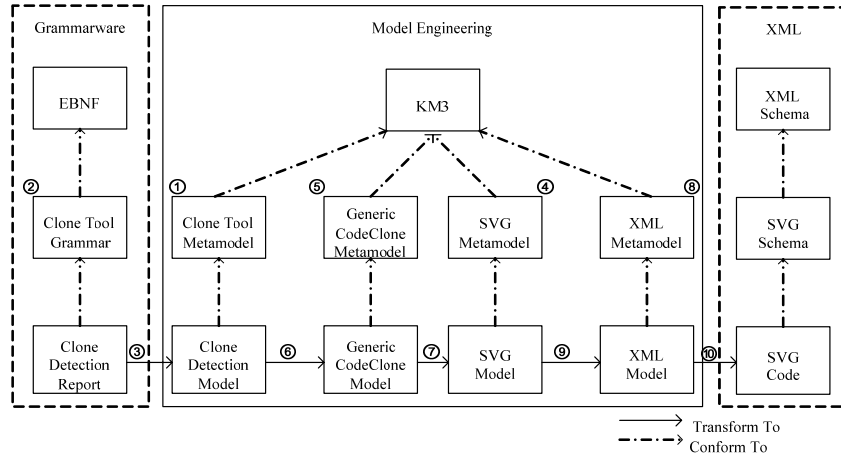 Grammarware
Model Engineering
XML
EBNF
KM3
XML
Schema
②
①
⑤
④
⑧
Clone Tool
Grammar
Clone Tool
Metamodel
Generic
CodeClone
Metamodel
SVG
Metamodel
XML
Metamodel
SVG
Schema
Clone
Detection
Report
③
Clone
Detection
Model
⑥
Generic
CodeClone
Model
⑦
SVG
Model
⑨
XML
Model
⑩
SVG
Code
Transform To
Conform To